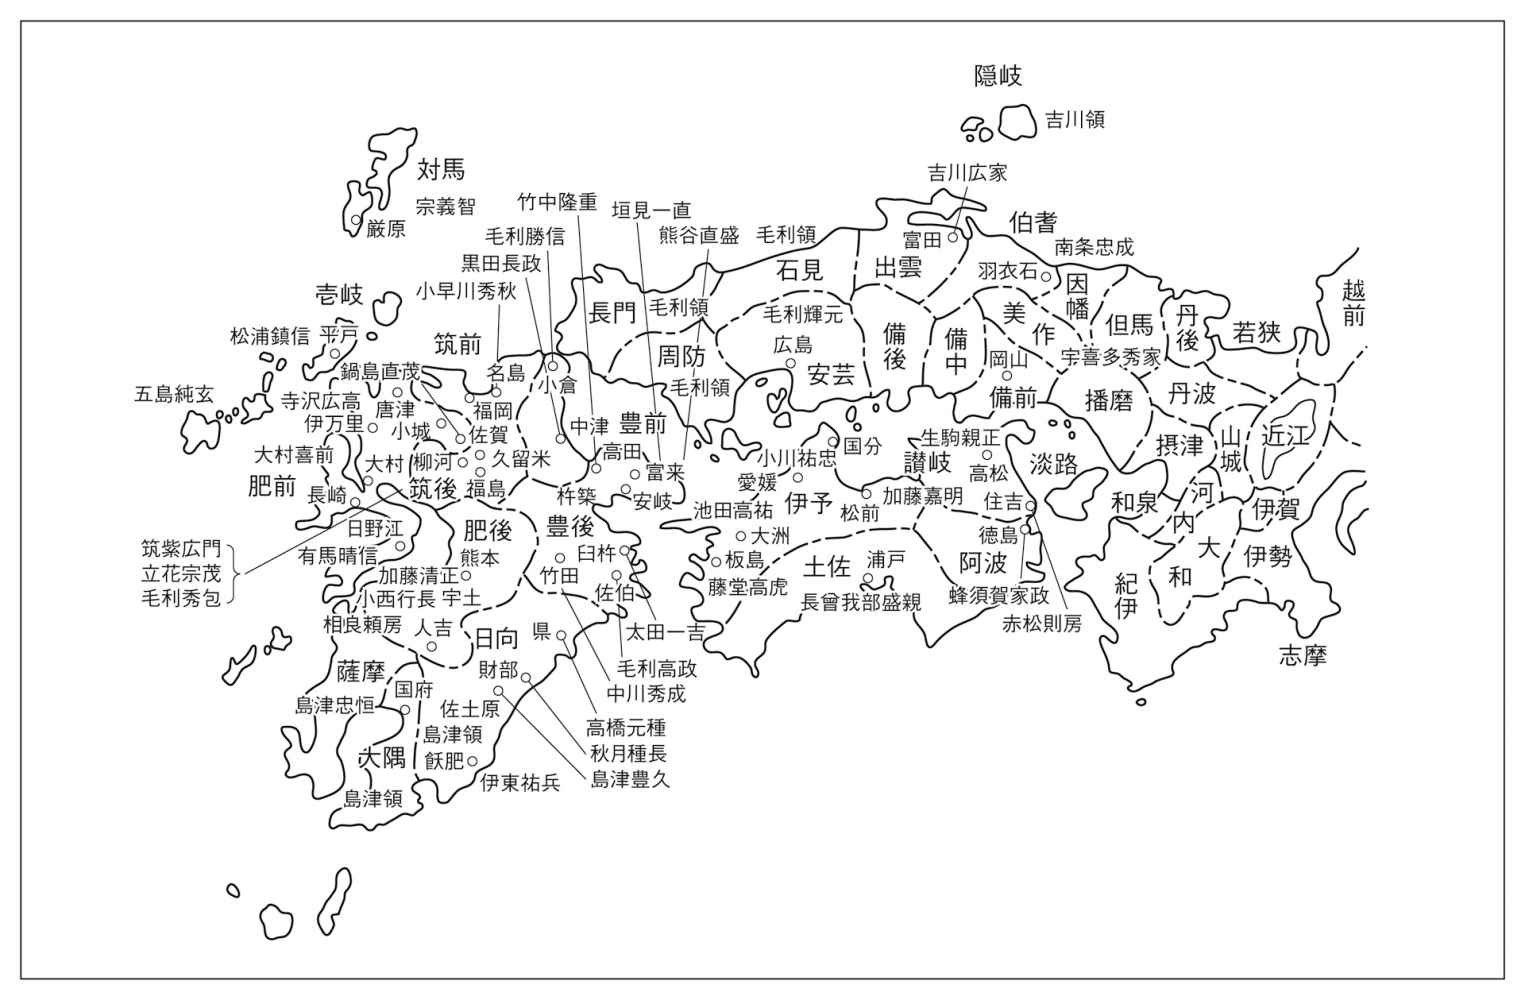 隠岐
吉川領
対馬
宗義智
厳原
吉川広家
竹中隆重
垣見一直
毛利勝信
熊谷直盛
毛利領
富田
伯耆
南条忠成
黒田長政
石見
出雲
羽衣石
小早川秀秋
壱岐
長門
毛利領
毛利輝元
因幡
越前
美作
但馬
丹後
若狭
松浦鎮信
平戸
筑前
周防
広島
安芸
備後
備中
岡山
宇喜多秀家
鍋島直茂
名島
小倉
毛利領
五島純玄
寺沢広高
唐津
福岡
備前
播磨
丹波
伊万里
小城
佐賀
中津
豊前
国分
生駒親正
摂津
山城
近江
大村喜前
大村
柳河
久留米
高田
富来
小川祐忠
讃岐
高松
淡路
肥前
長崎
筑後
福島
杵築
安岐
愛媛
伊予
松前
加藤嘉明
住吉
和泉
河内
伊賀
日野江
肥後
豊後
池田高祐
大洲
徳島
大和
伊勢
筑紫広門
立花宗茂
毛利秀包
有馬晴信
熊本
臼杵
板島
土佐
浦戸
阿波
加藤清正
竹田
佐伯
藤堂高虎
長曾我部盛親
蜂須賀家政
紀伊
小西行長
宇土
相良頼房
人吉
日向
県
太田一吉
赤松則房
志摩
薩摩
財部
毛利高政
国府
中川秀成
島津忠恒
佐土原
高橋元種
島津領
大隅
飫肥
秋月種長
伊東祐兵
島津豊久
島津領